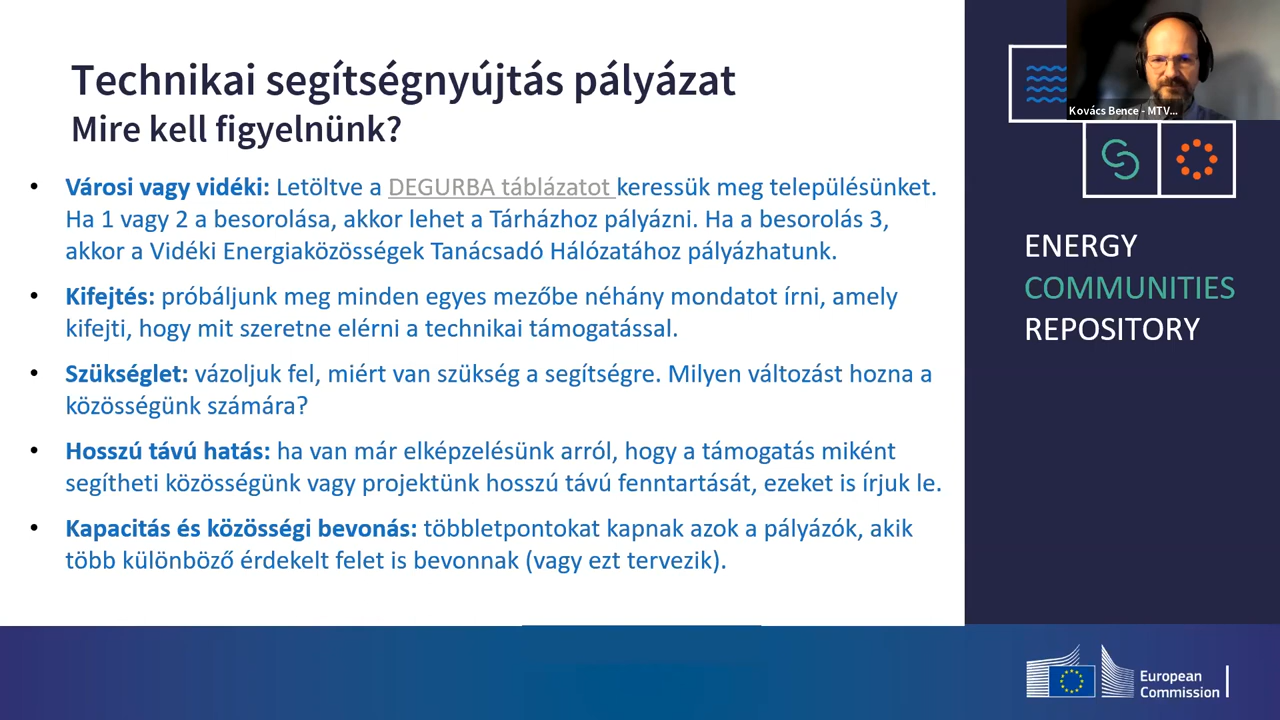 Technikai segítségnyújtás pályázat
Mire kell figyelnünk?
• Városi vagy vidéki: Letöltve a DEGURBA táblázatot keressük meg településünket.
Ha 1 vagy 2 a besorolása, akkor lehet a Tárházhoz pályázni. Ha a besorolás 3,
akkor a Vidéki Energiaközösségek Tanácsadó Hálózatához pályázhatunk.
• Kifejtés: próbáljunk meg minden egyes mezőbe néhány mondatot írni, amely
kifejti, hogy mit szeretne elérni a technikai támogatással.
• Szükséglet: vázoljuk fel, miért van szükség a segítségre. Milyen változást hozna a
közösségünk számára?
• Hosszú távú hatás: ha van már elképzelésünk arról, hogy a támogatás miként
segítheti közösségünk vagy projektünk hosszú távú fenntartását, ezeket is írjuk le.
• Kapacitás és közösségi bevonás: többletpontokat kapnak azok a pályázók, akik
több különböző érdekelt felet is bevonnak (vagy ezt tervezik).
Kovács Bence - MTV...
ENERGY
COMMUNITIES
REPOSITORY
European
Commission